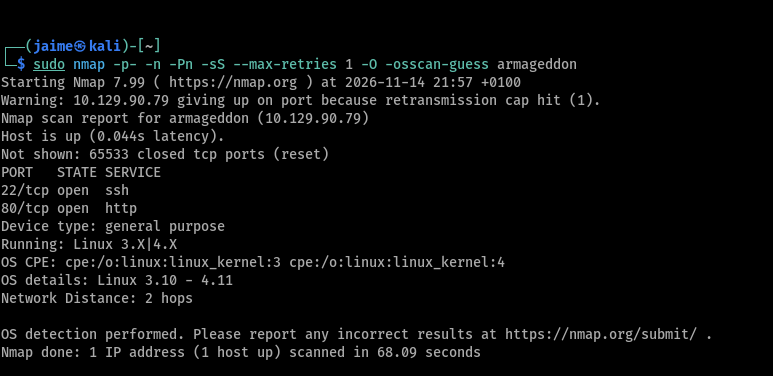 ┌──(jaime㉿kali)-[~]
└─$ sudo nmap -p- -n -Pn -sS --max-retries 1 -O -osscan-guess armageddon
Starting Nmap 7.99 ( https://nmap.org ) at 2026-11-14 21:57 +0100
Warning: 10.129.90.79 giving up on port because retransmission cap hit (1).
Nmap scan report for armageddon (10.129.90.79)
Host is up (0.044s latency).
Not shown: 65533 closed tcp ports (reset)
PORT   STATE SERVICE
22/tcp open  ssh
80/tcp open  http
Device type: general purpose
Running: Linux 3.X|4.X
OS CPE: cpe:/o:linux:linux_kernel:3 cpe:/o:linux:linux_kernel:4
OS details: Linux 3.10 - 4.11
Network Distance: 2 hops

OS detection performed. Please report any incorrect results at https://nmap.org/submit/ .
Nmap done: 1 IP address (1 host up) scanned in 68.09 seconds